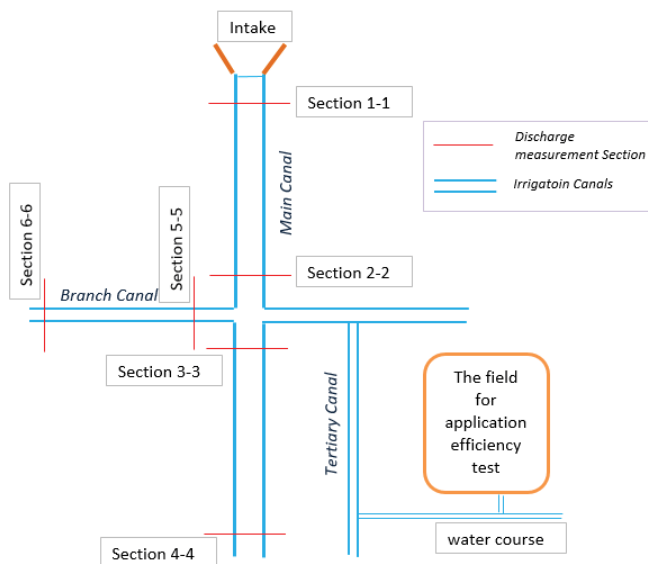 Intake
Section 1-1
Discharge
measurement Section
Irrigatoin Canals
Main Canal
Section 6-6
Section 5-5
Section 2-2
Branch Canal
Section 3-3
Tertiary Canal
The field
for
application
efficiency
test
water course
Section 4-4